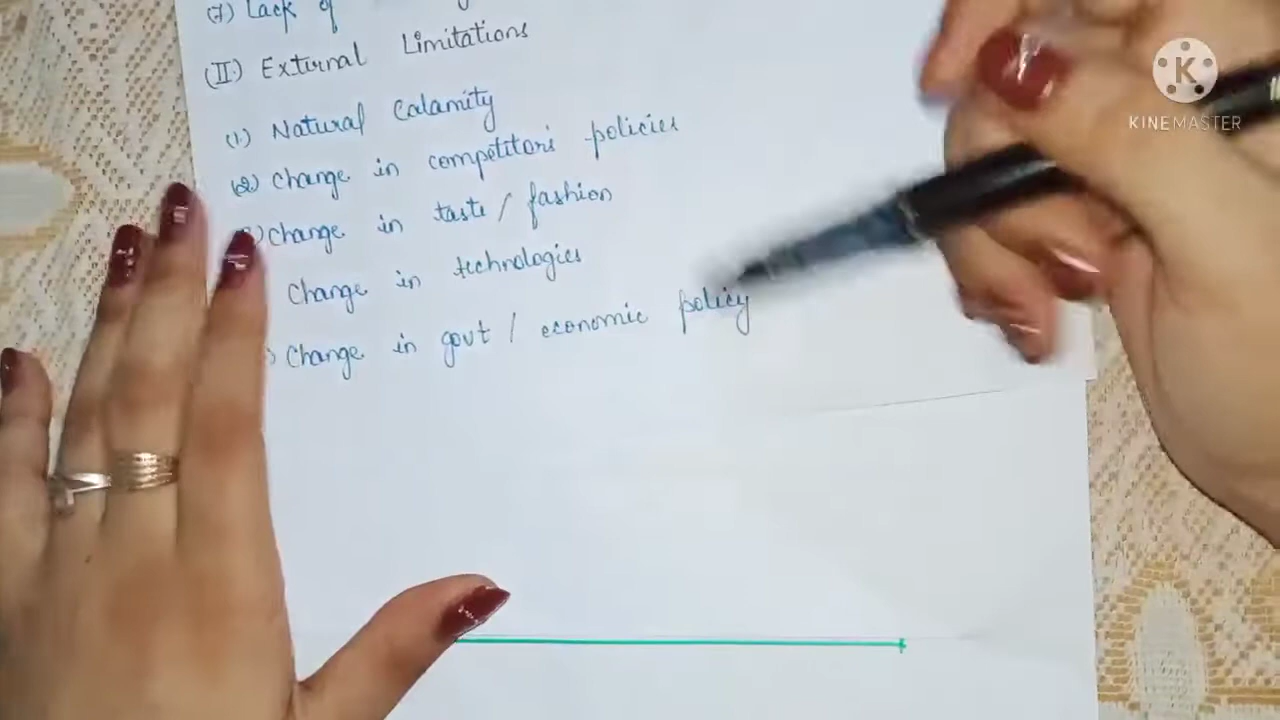 (7) Lack of
(II) External Limitations
(1) Natural Calamity
(2) Change in competitors policies
) Change in taste / fashion
Change in technologies
) Change in govt / economic policy
K
KINEMASTER